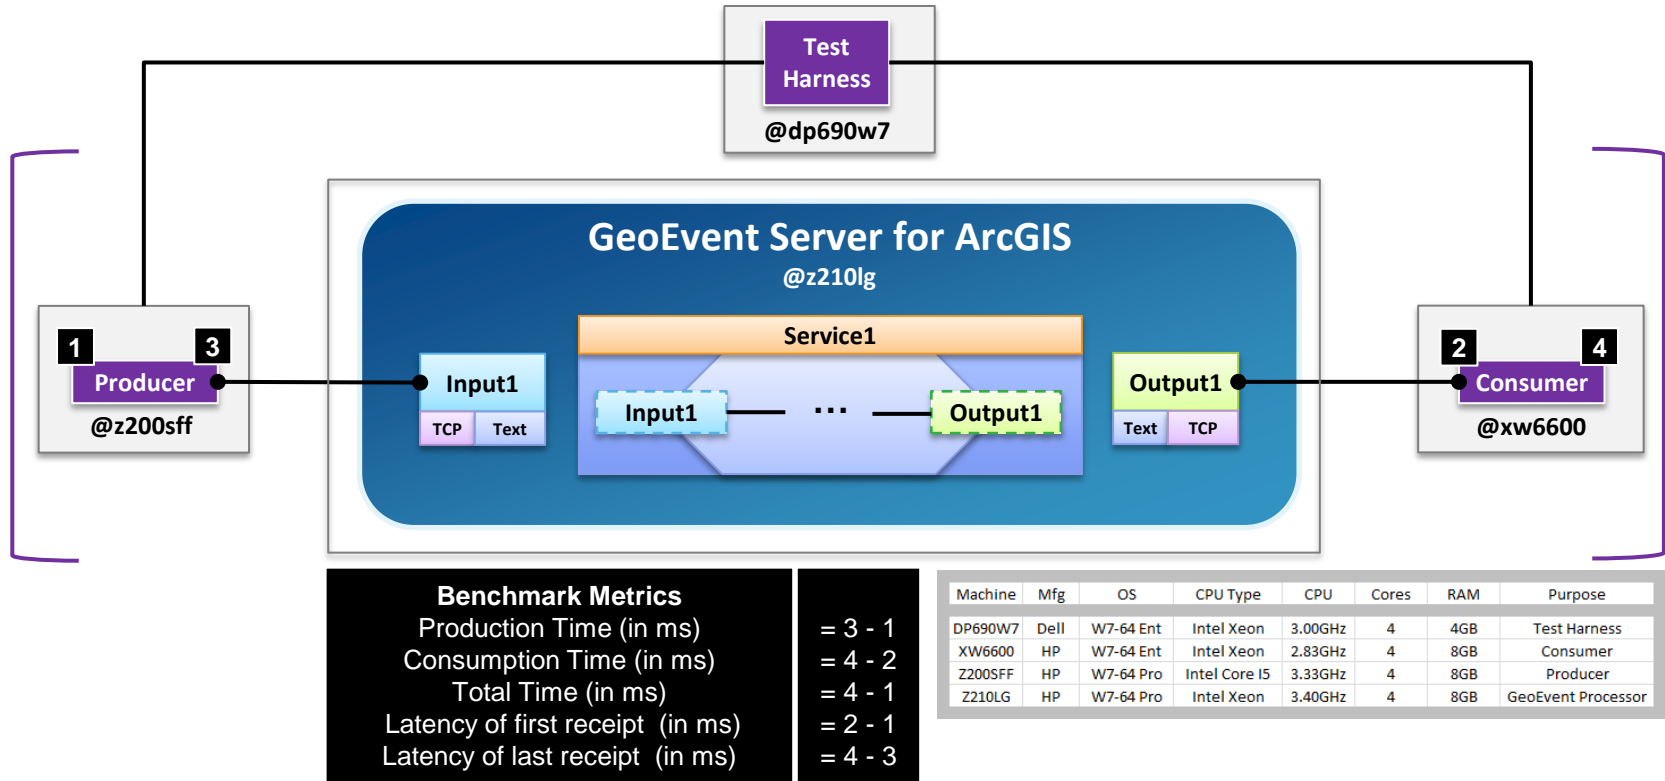 Test
Harness
@dp690w7
GeoEvent Server for ArcGIS
@z210lg
1
3
Producer
@z200sff
Input1
TCP
Text
Service1
Input1
...
Output1
Output1
Text
TCP
2
4
Consumer
@xw6600
Benchmark Metrics
Production Time (in ms) = 3 - 1
Consumption Time (in ms) = 4 - 2
Total Time (in ms) = 4 - 1
Latency of first receipt (in ms) = 2 - 1
Latency of last receipt (in ms) = 4 - 3
Machine Mfg OS CPU Type CPU Cores RAM Purpose
DP690W7 Dell W7-64 Ent Intel Xeon 3.00GHz 4 4GB Test Harness
XW6600 HP W7-64 Ent Intel Xeon 2.83GHz 4 8GB Consumer
Z200SFF HP W7-64 Pro Intel Core I5 3.33GHz 4 8GB Producer
Z210LG HP W7-64 Pro Intel Xeon 3.40GHz 4 8GB GeoEvent Processor